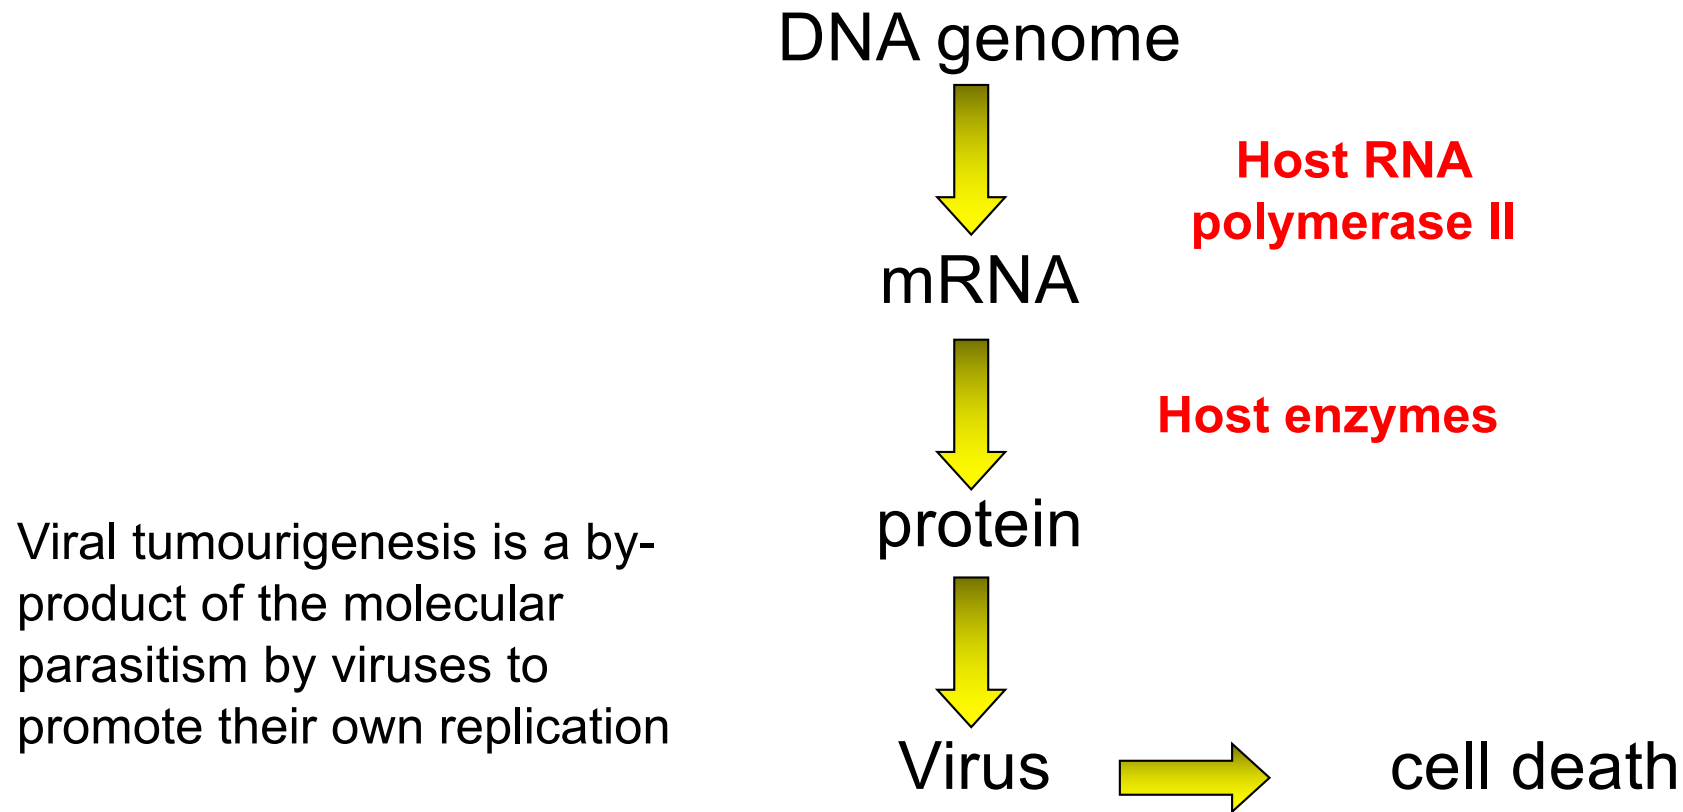 DNA genome
Host RNA
polymerase II
mRNA
Host enzymes
protein
Viral tumourigenesis is a by-
product of the molecular
parasitism by viruses to
promote their own replication
Virus
cell death